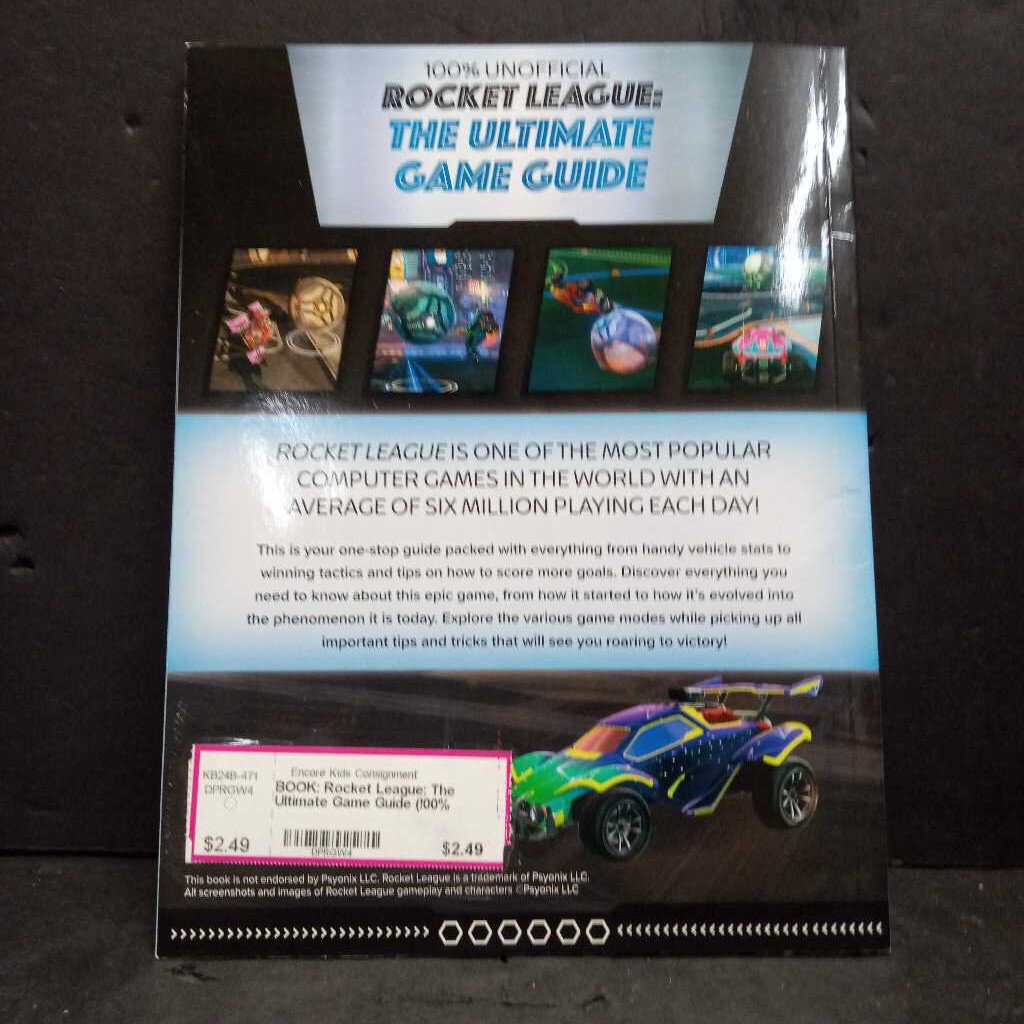 100% UNOFFICIAL
ROCKET LEAGUE:
THE ULTIMATE
GAME GUIDE
ROCKET LEAGUE IS ONE OF THE MOST POPULAR
COMPUTER GAMES IN THE WORLD WITH AN
AVERAGE OF SIX MILLION PLAYING EACH DAY!
This is your one-stop guide packed with everything from handy vehicle stats to
winning tactics and tips on how to score more goals. Discover everything you
need to know about this epic game, from how it started to how it's evolved into
the phenomenon it is today. Explore the various game modes while picking up all
important tips and tricks that will see you roaring to victory!
KB24B-471
DPRGW4
$2.49
Encore Kids Consignment
BOOK: Rocket League: The
Ultimate Game Guide (100%
DPRGW4
$2.49
This book is not endorsed by Psyonix LLC. Rocket League is a trademark of Psyonix LLC.
All screenshots and images of Rocket League gameplay and characters ©Psyonix LLC